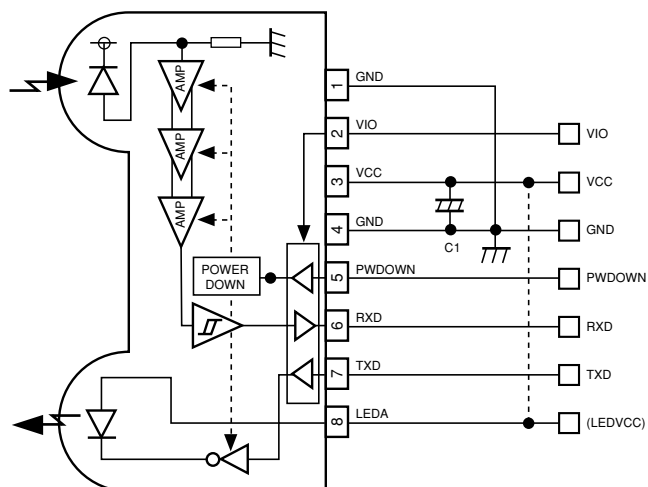 AMP
AMP
AMP
POWER
DOWN
1 GND
2 VIO VIO
3 VCC VCC
4 GND GND
C1
5 PWDOWN PWDOWN
6 RXD RXD
7 TXD TXD
8 LEDA (LEDVCC)